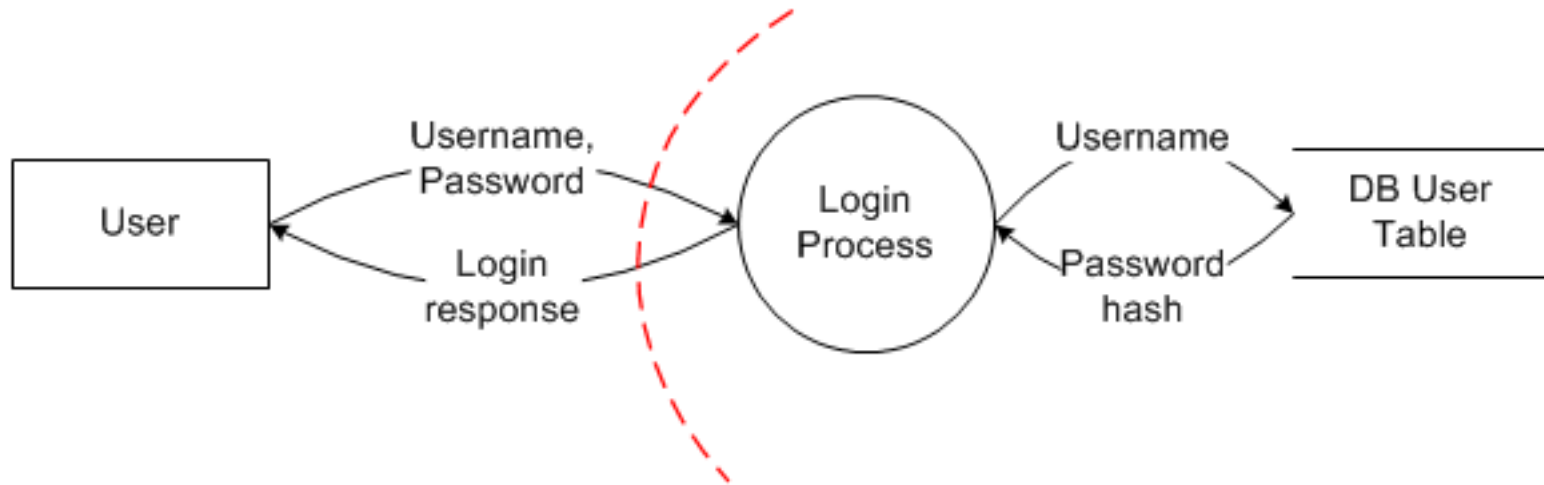 User
Username,
Password
Login
response
Login
Process
Username
Password
hash
DB User
Table